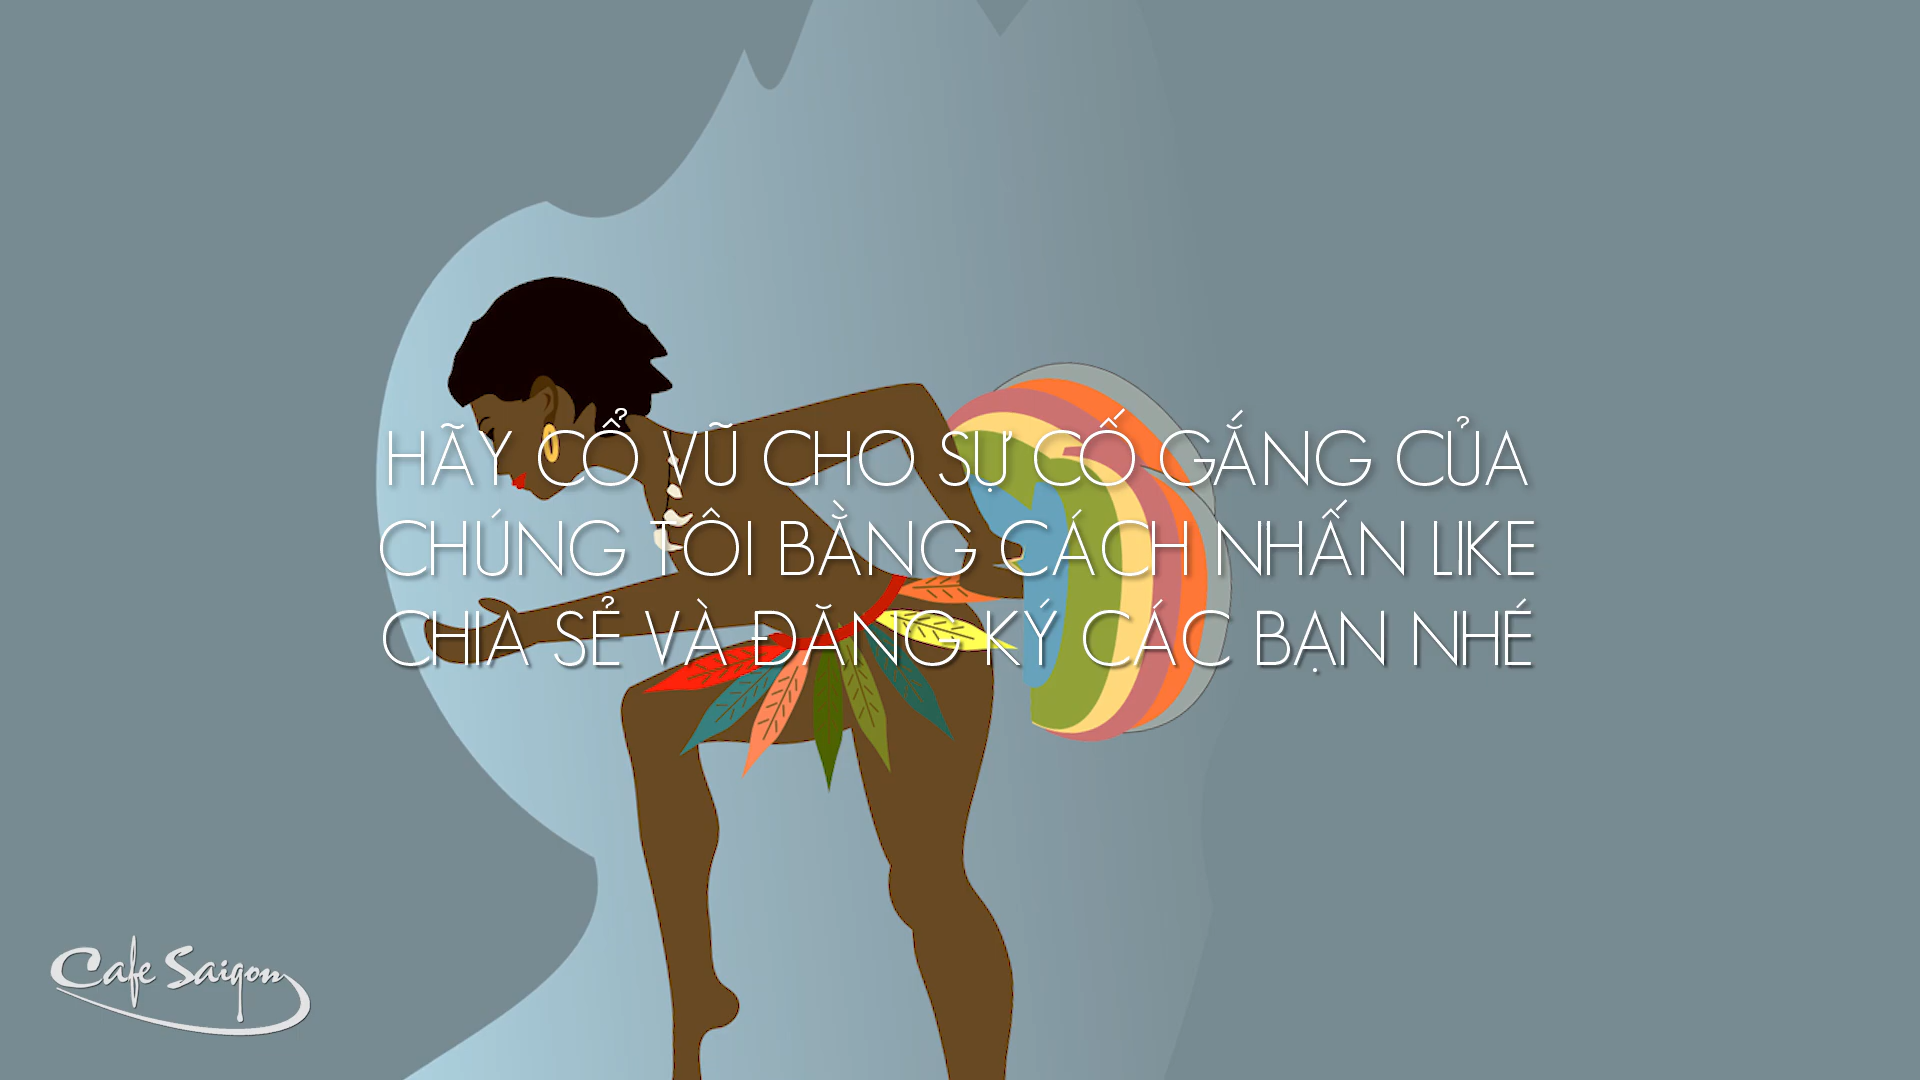 HÃY CỔ VŨ CHO SỰ CỐ GẮNG CỦA
CHÚNG TÔI BẰNG CÁCH NHẤN LIKE
CHIA SẺ VÀ ĐĂNG KÝ CÁC BẠN NHÉ
Cafe Saigon